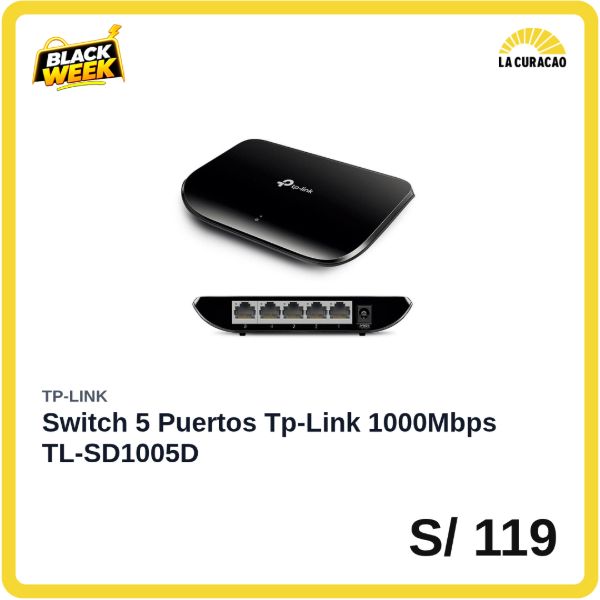 BLACK
WEEK
LA CURACAO
tp-link
TP-LINK
Switch 5 Puertos Tp-Link 1000Mbps
TL-SD1005D
S/ 119